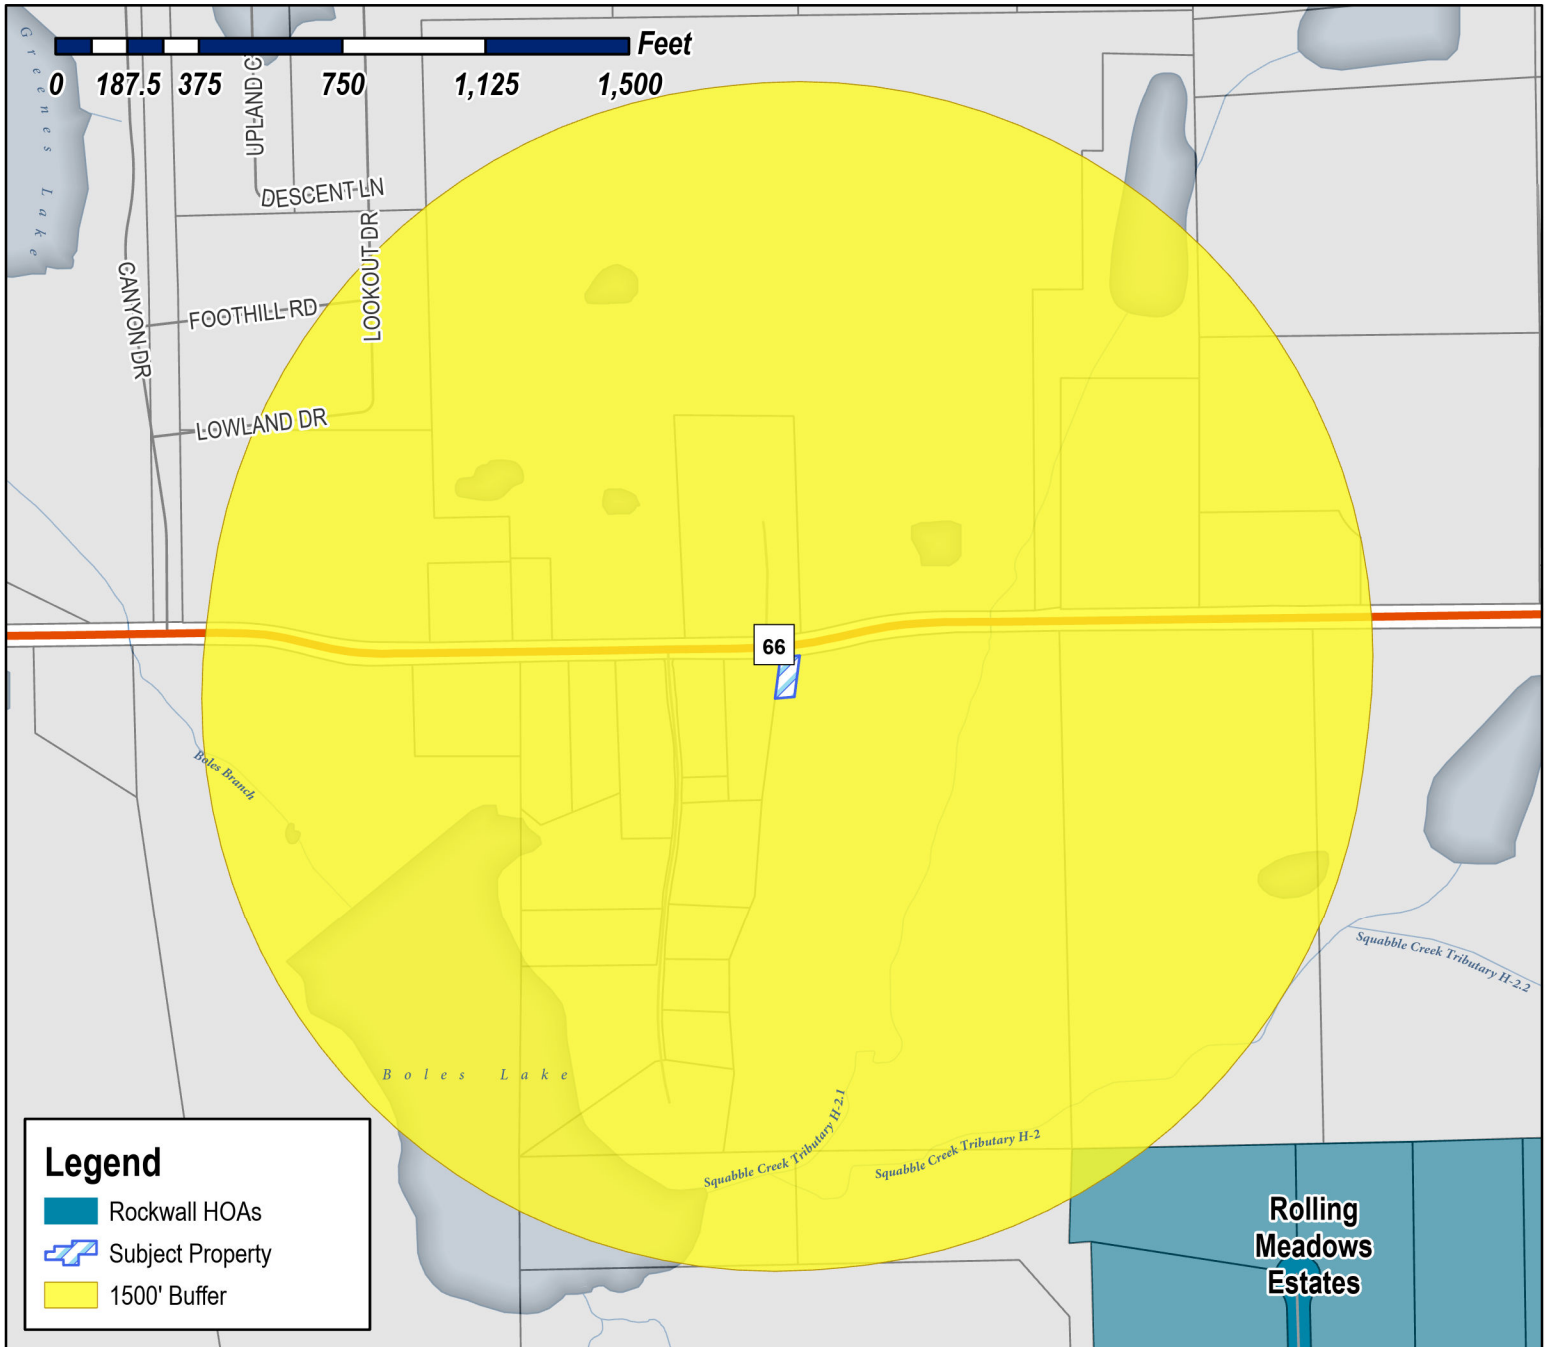 Greenes Lake
Feet
0 187.5 375 750 1,125 1,500
UPLAND C
DESCENT LN
LOOKOUT DR
CANYON DR
FOOTHILL RD
LOWLAND DR
66
Boles Branch
Squabble Creek Tributary H-2.2
Boles Lake
Squabble Creek Tributary H-2.1
Squabble Creek Tributary H-2
Legend
Rockwall HOAs
Subject Property
1500' Buffer
Rolling
Meadows
Estates